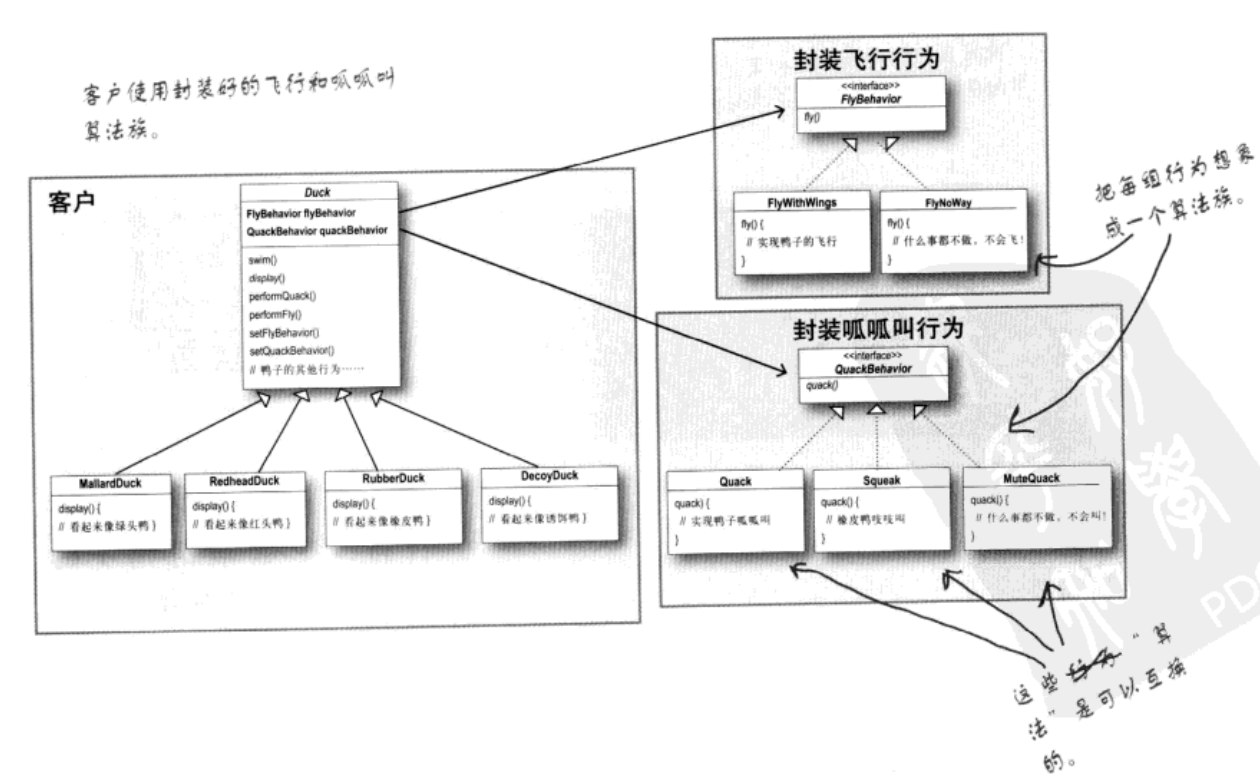 客户使用封装好的飞行和呱呱叫
算法族。
客户
Duck
FlyBehavior flyBehavior
QuackBehavior quackBehavior
swim()
display()
performQuack()
performFly()
setFlyBehavior()
setQuackBehavior()
// 鸭子的其他行为……
MallardDuck
display() {
// 看起来像绿头鸭 }
RedheadDuck
display() {
// 看起来像红头鸭 }
RubberDuck
display() {
// 看起来像橡皮鸭 }
DecoyDuck
display() {
// 看起来像诱饵鸭 }
封装飞行行为
<<interface>>
FlyBehavior
fly()
FlyWithWings
fly() {
// 实现鸭子的飞行
}
FlyNoWay
fly() {
// 什么事都不做，不会飞！
}
把每组行为想象
成一个算法族。
封装呱呱叫行为
<<interface>>
QuackBehavior
quack()
Quack
quack) {
// 实现鸭子呱呱叫
}
Squeak
quack() {
// 橡皮鸭吱吱叫
}
MuteQuack
quack() {
// 什么事都不做，不会叫！
}
这些行为“算
法”是可以互换
的。
PDG